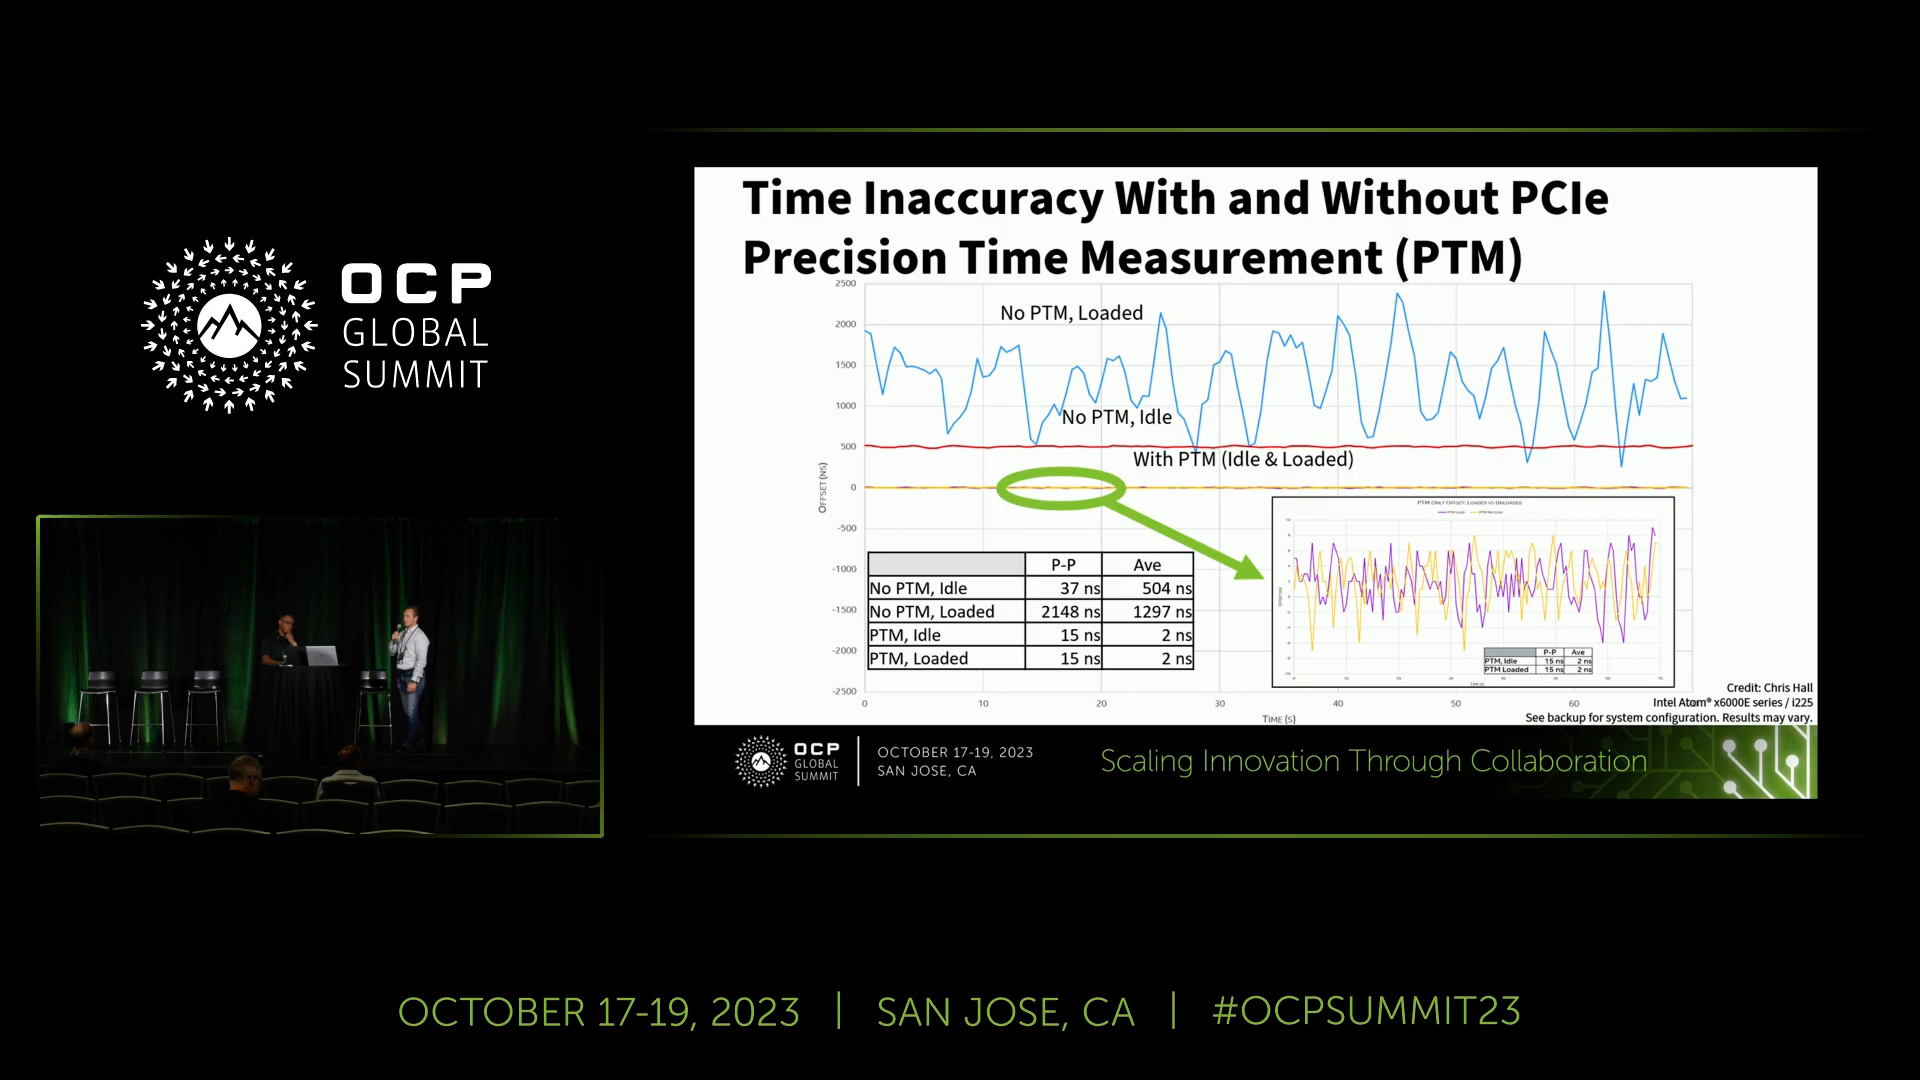 OCP
GLOBAL
SUMMIT
Time Inaccuracy With and Without PCIe
Precision Time Measurement (PTM)
2500
2000
1500
1000
500
0
-500
-1000
-1500
-2000
-2500
OFFSET (NS)
No PTM, Loaded
No PTM, Idle
With PTM (Idle & Loaded)
P-P Ave
No PTM, Idle 37 ns 504 ns
No PTM, Loaded 2148 ns 1297 ns
PTM, Idle 15 ns 2 ns
PTM, Loaded 15 ns 2 ns
PTM Only Offset: Loaded vs Unloaded
P-P Ave
PTM, Idle 15 ns 2 ns
PTM Loaded 15 ns 2 ns
0 10 20 30 40 50 60
TIME (S)
Credit: Chris Hall
Intel Atom® x6000E series / i225
See backup for system configuration. Results may vary.
OCP
GLOBAL
SUMMIT
OCTOBER 17-19, 2023
SAN JOSE, CA
Scaling Innovation Through Collaboration
OCTOBER 17-19, 2023 | SAN JOSE, CA | #OCPSUMMIT23